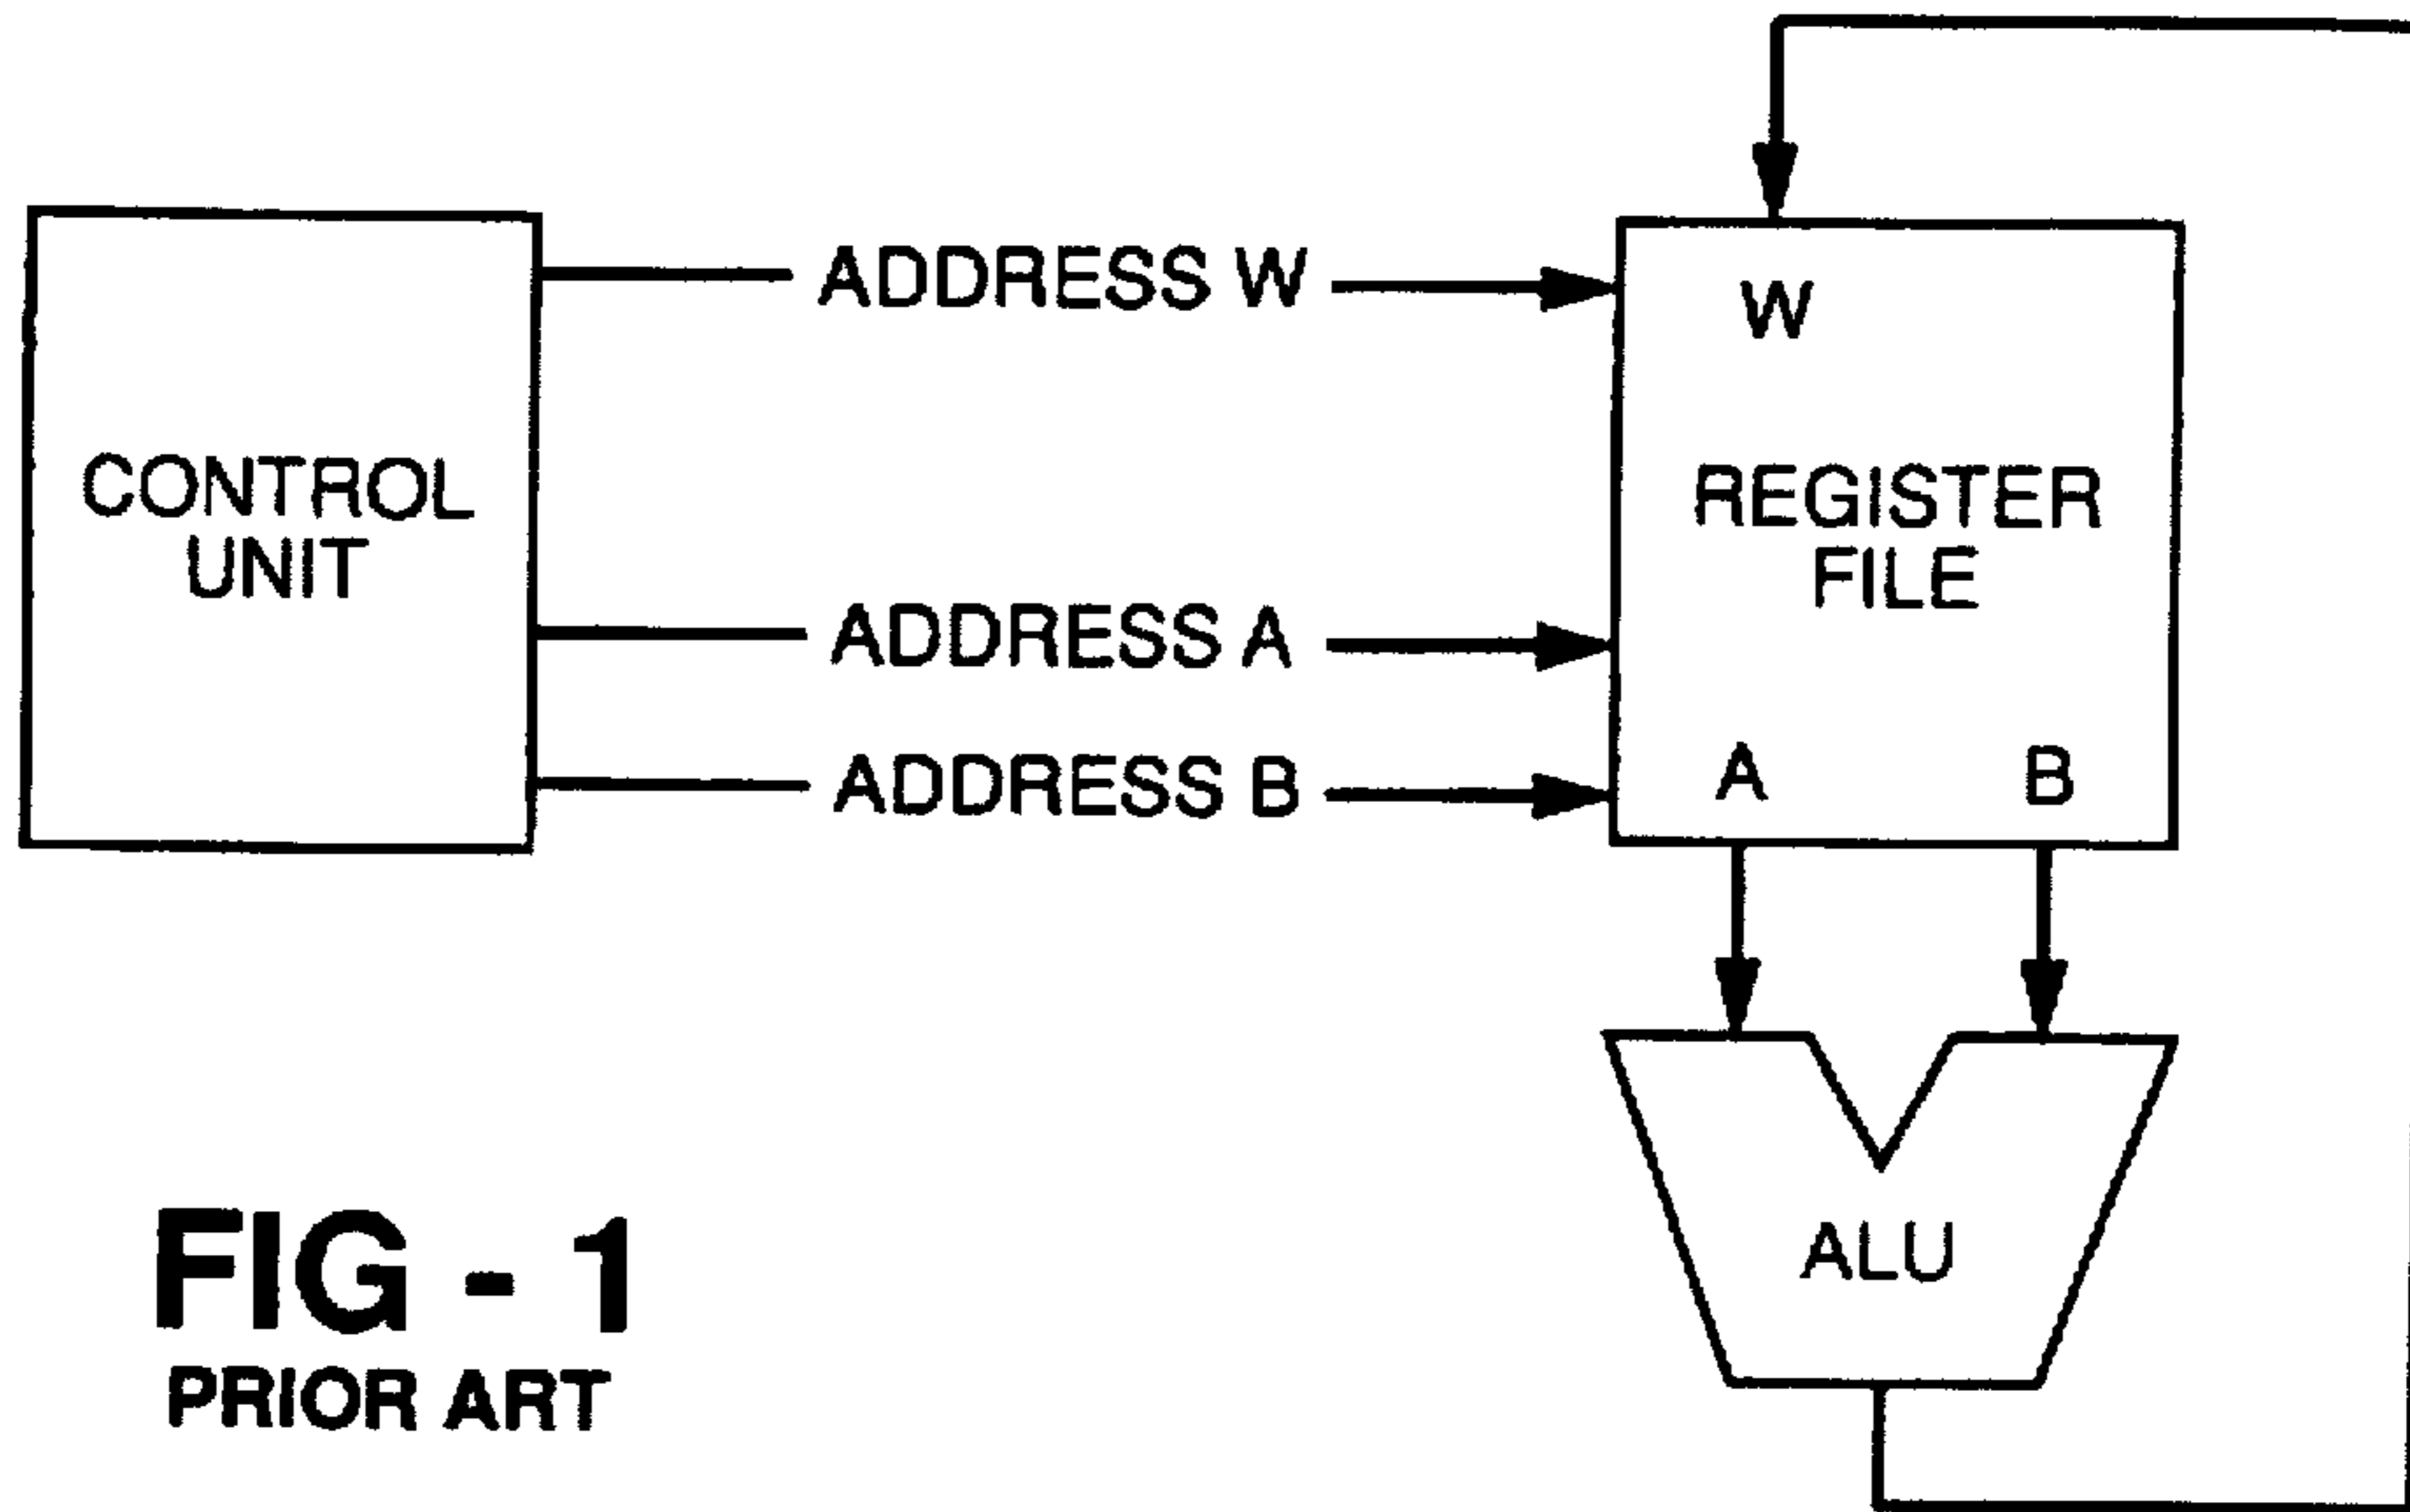 ADDRESS W
W
CONTROL
UNIT
REGISTER
FILE
ADDRESS A
ADDRESS B
A
B
ALU
FIG - 1
PRIOR ART